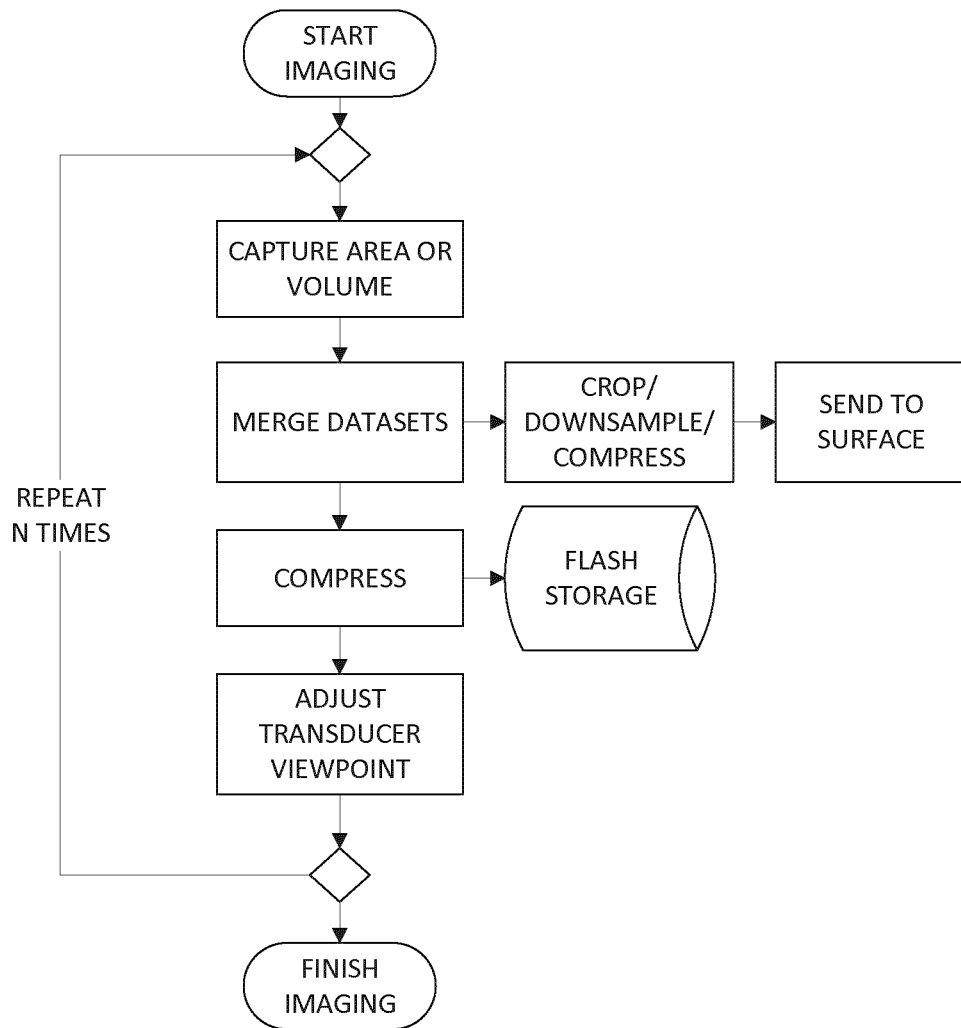 START
IMAGING
CAPTURE AREA OR
VOLUME
MERGE DATASETS
CROP/
DOWNSAMPLE/
COMPRESS
SEND TO
SURFACE
REPEAT
N TIMES
COMPRESS
FLASH
STORAGE
ADJUST
TRANSDUCER
VIEWPOINT
FINISH
IMAGING